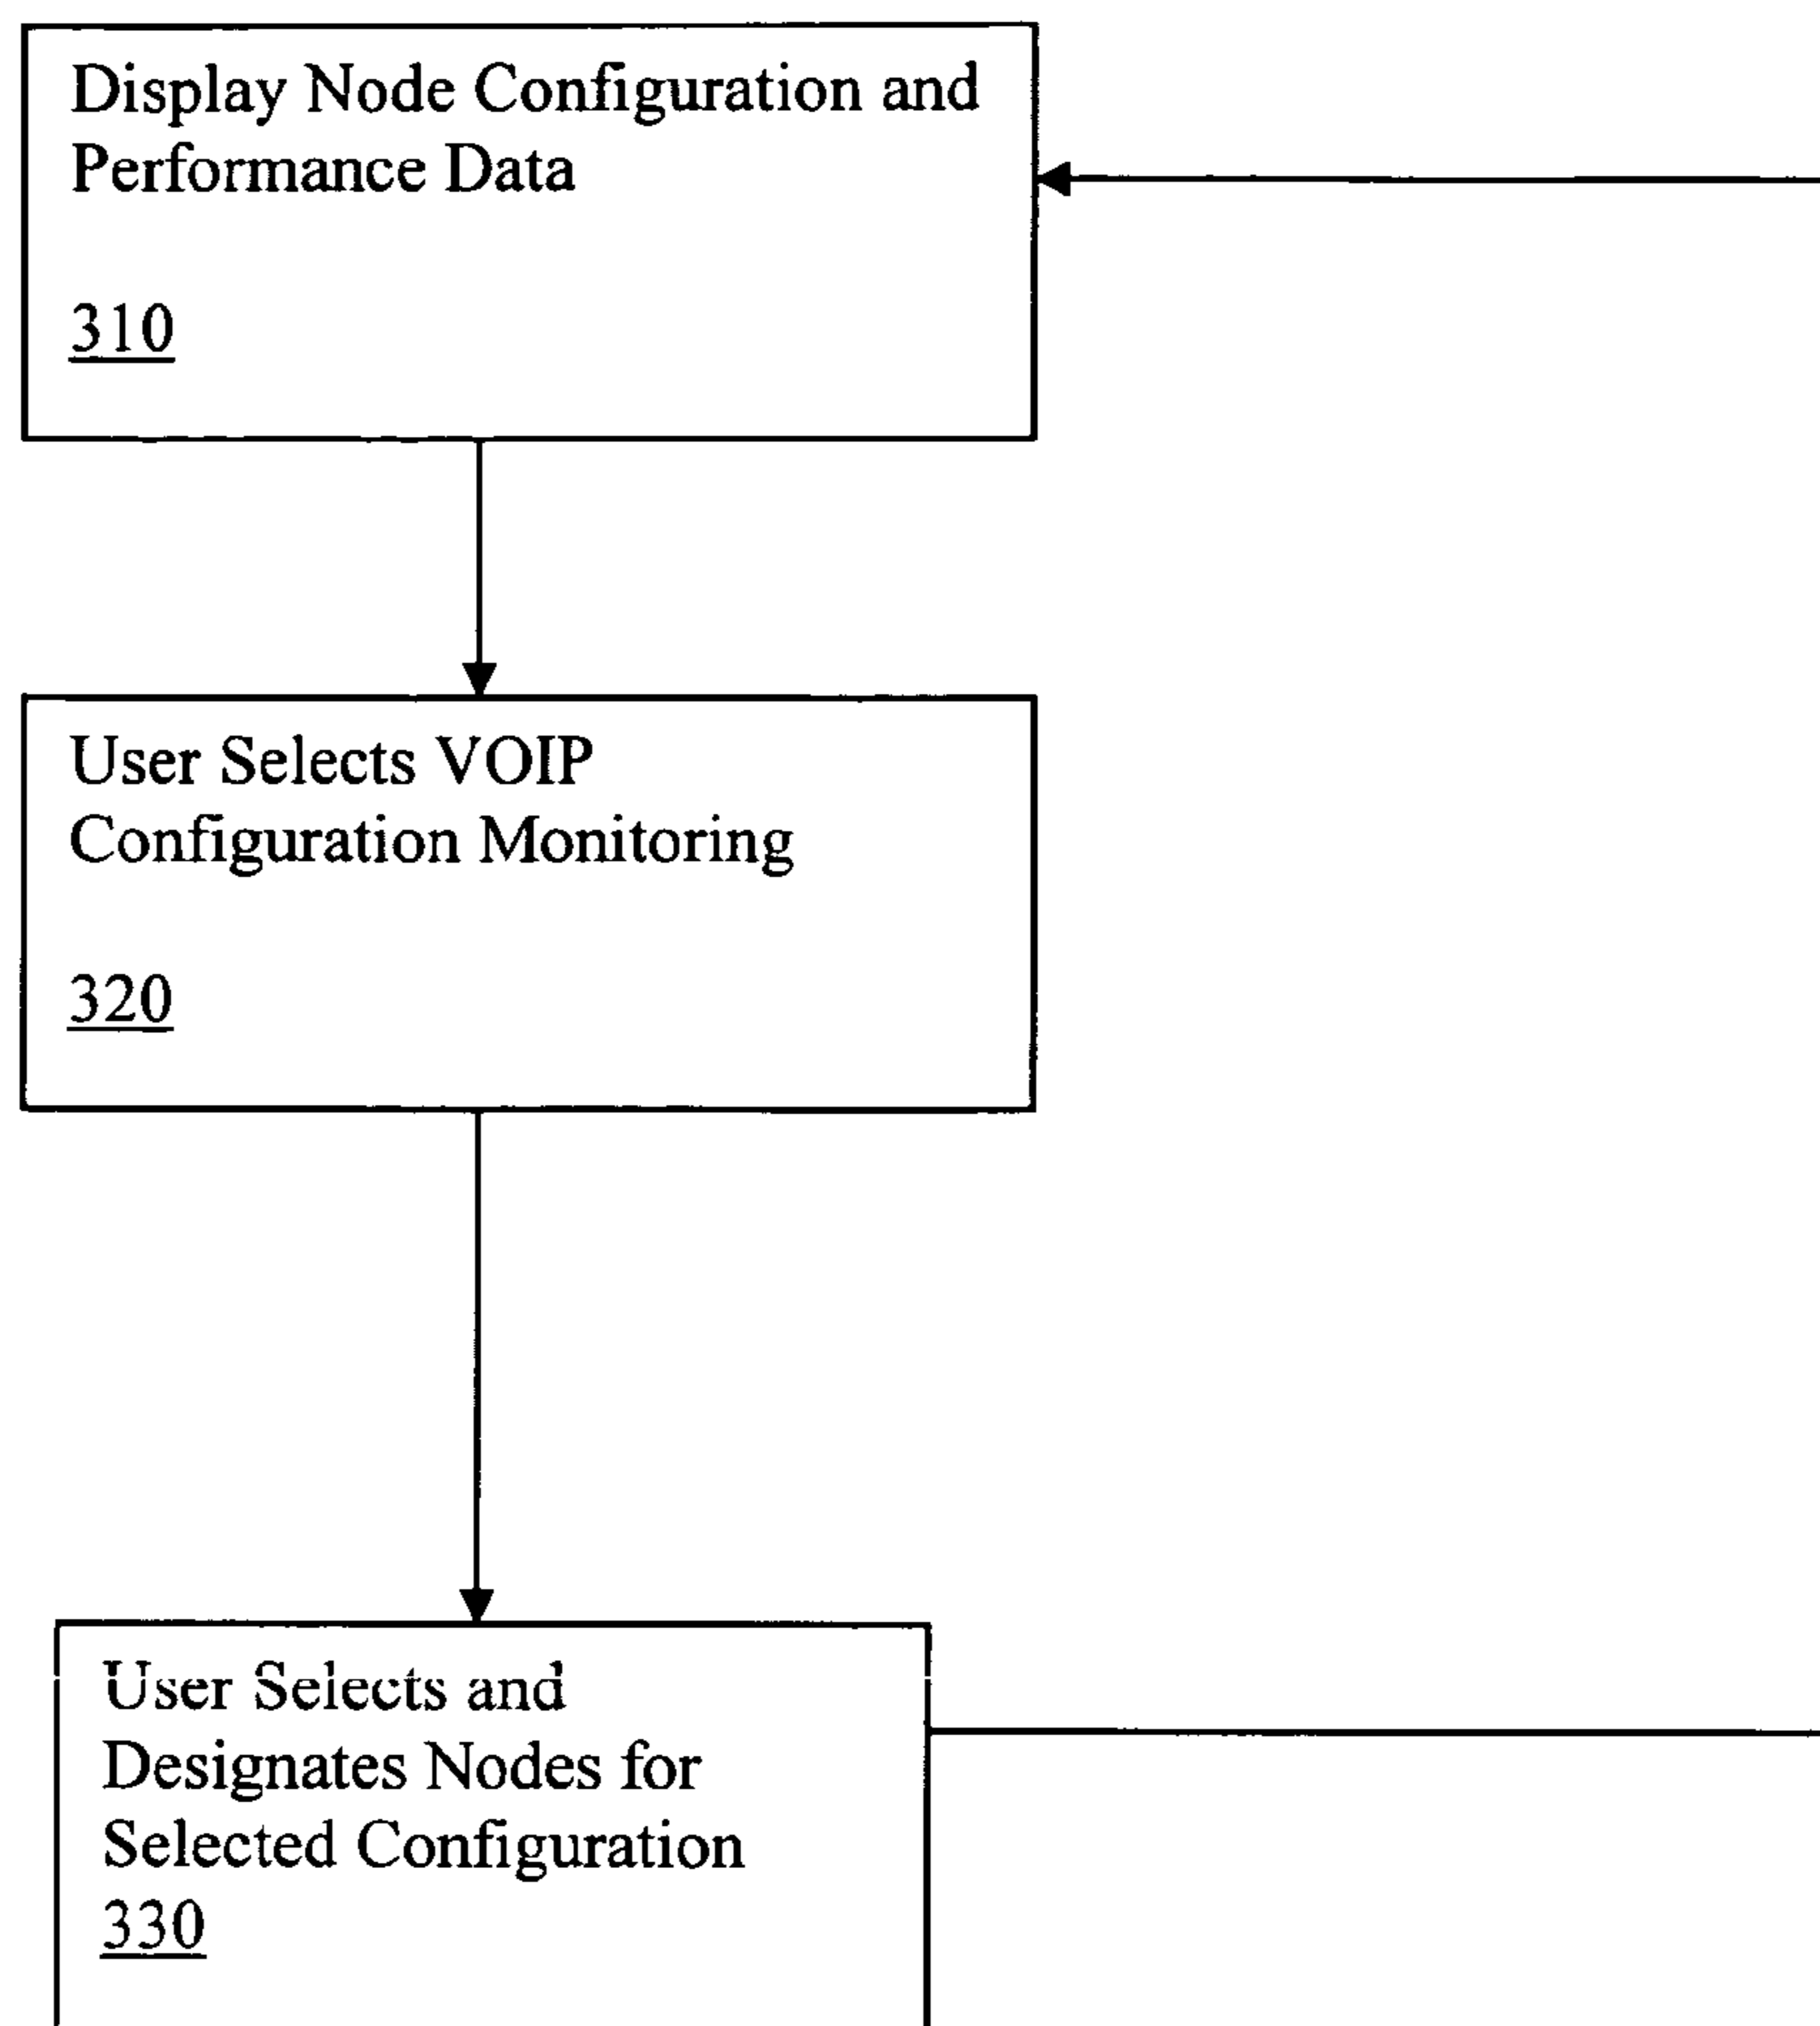 Display Node Configuration and
Performance Data
310
User Selects VOIP
Configuration Monitoring
320
User Selects and
Designates Nodes for
Selected Configuration
330